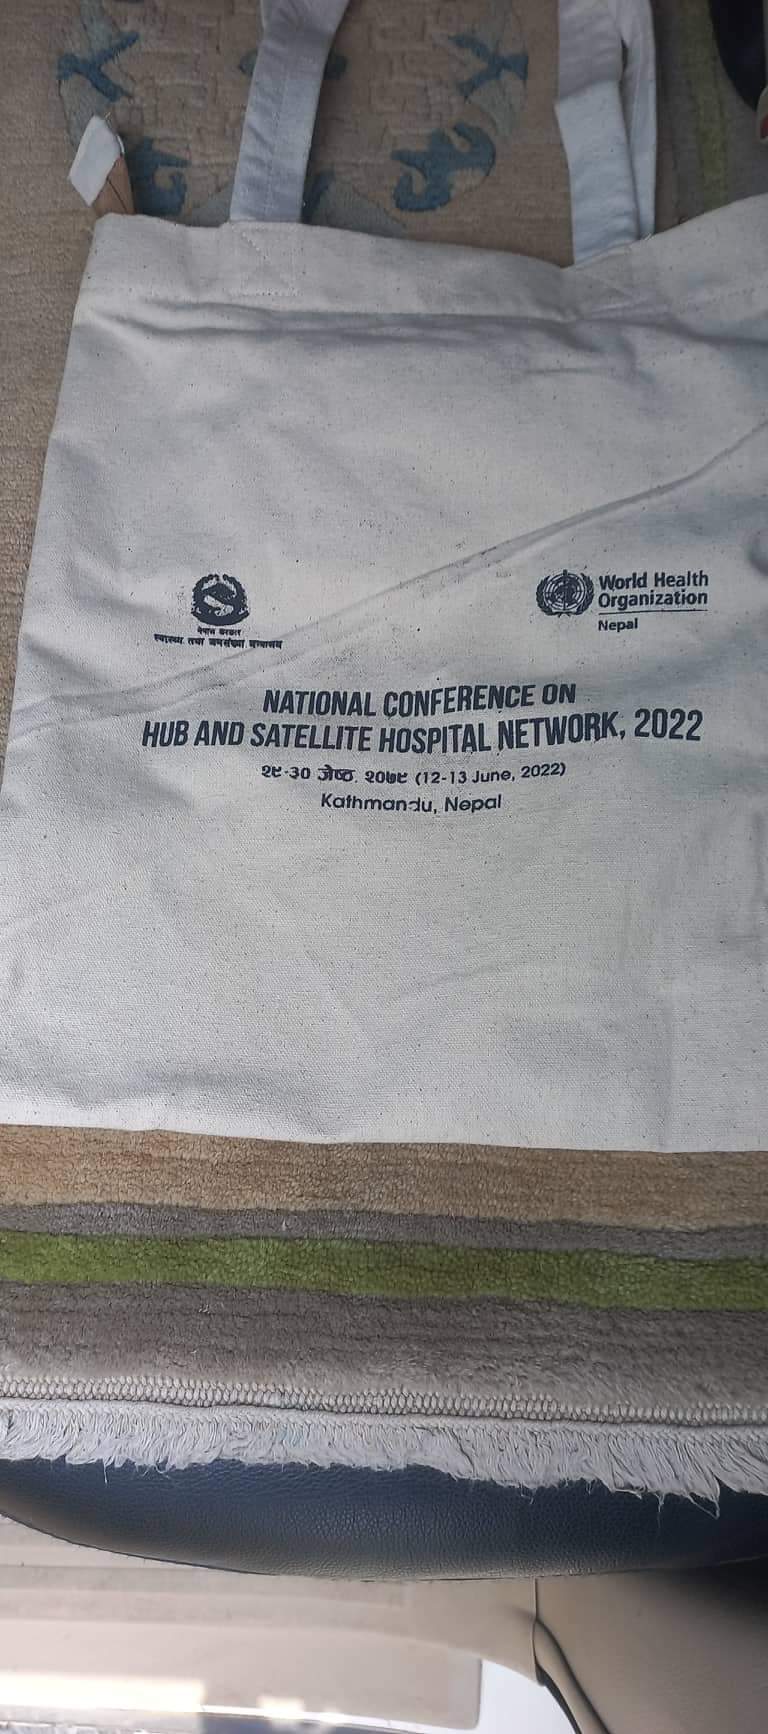 नेपाल सरकार
स्वास्थ्य तथा जनसंख्या मन्त्रालय
World Health
Organization
Nepal
NATIONAL CONFERENCE ON
HUB AND SATELLITE HOSPITAL NETWORK, 2022
२९-३० जेष्ठ, २०७९ (12-13 June, 2022)
Kathmandu, Nepal